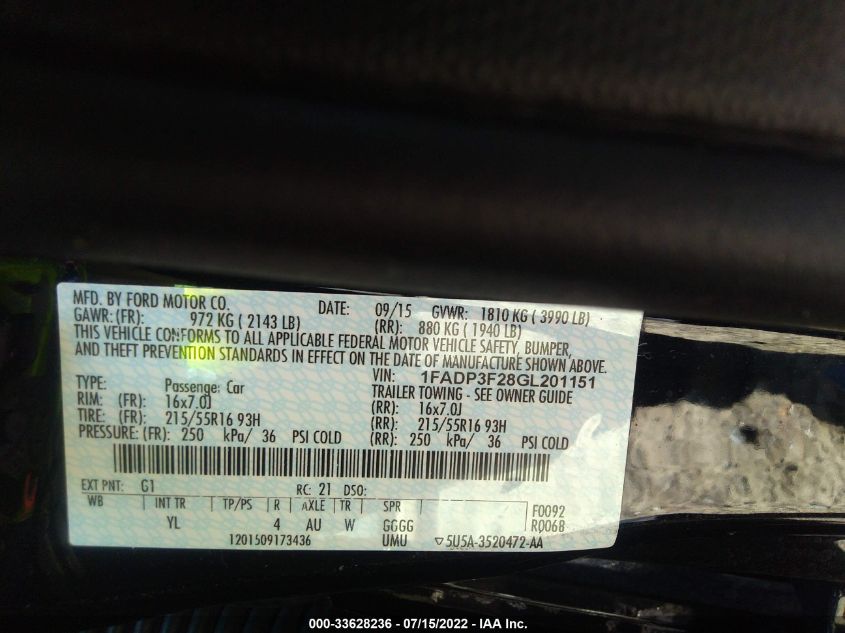 MFD. BY FORD MOTOR CO. DATE: 09/15 GVWR: 1810 KG ( 3990 LB)
GAWR: (FR): 972 KG ( 2143 LB) (RR): 880 KG ( 1940 LB)
THIS VEHICLE CONFORMS TO ALL APPLICABLE FEDERAL MOTOR VEHICLE SAFETY, BUMPER,
AND THEFT PREVENTION STANDARDS IN EFFECT ON THE DATE OF MANUFACTURE SHOWN ABOVE.
VIN: 1FADP3F28GL201151
TYPE: Passenger Car TRAILER TOWING - SEE OWNER GUIDE
RIM: (FR): 16x7.0J (RR): 16x7.0J
TIRE: (FR): 215/55R16 93H (RR): 215/55R16 93H
PRESSURE: (FR): 250 kPa/ 36 PSI COLD (RR): 250 kPa/ 36 PSI COLD
EXT PNT: G1 RC: 21 DSO:
WB INT TR TP/PS R AXLE TR SPR F0092
YL 4 AU W GGGG R0068
1201509173436 UMU ▽5U5A-3520472-AA
000-33628236 - 07/15/2022 - IAA Inc.